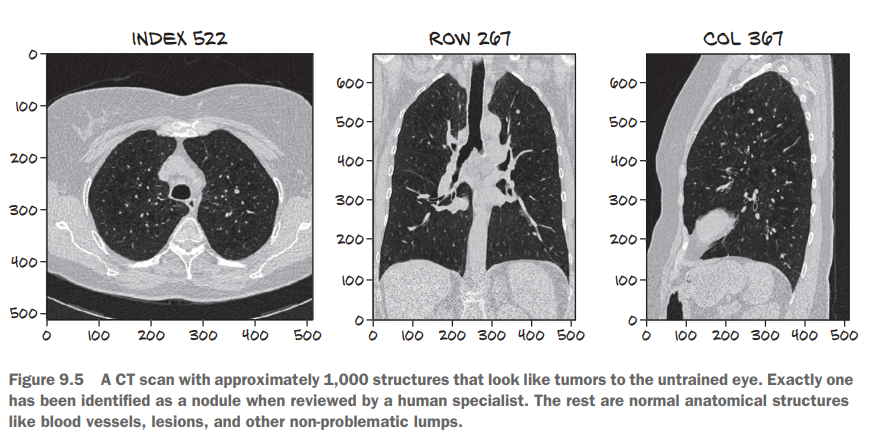 INDEX 522
ROW 267
COL 367
0
100
200
300
400
500
0 100 200 300 400 500
600
500
400
300
200
100
0
0 100 200 300 400 500
600
500
400
300
200
100
0
0 100 200 300 400 500
Figure 9.5 A CT scan with approximately 1,000 structures that look like tumors to the untrained eye. Exactly one
has been identified as a nodule when reviewed by a human specialist. The rest are normal anatomical structures
like blood vessels, lesions, and other non-problematic lumps.